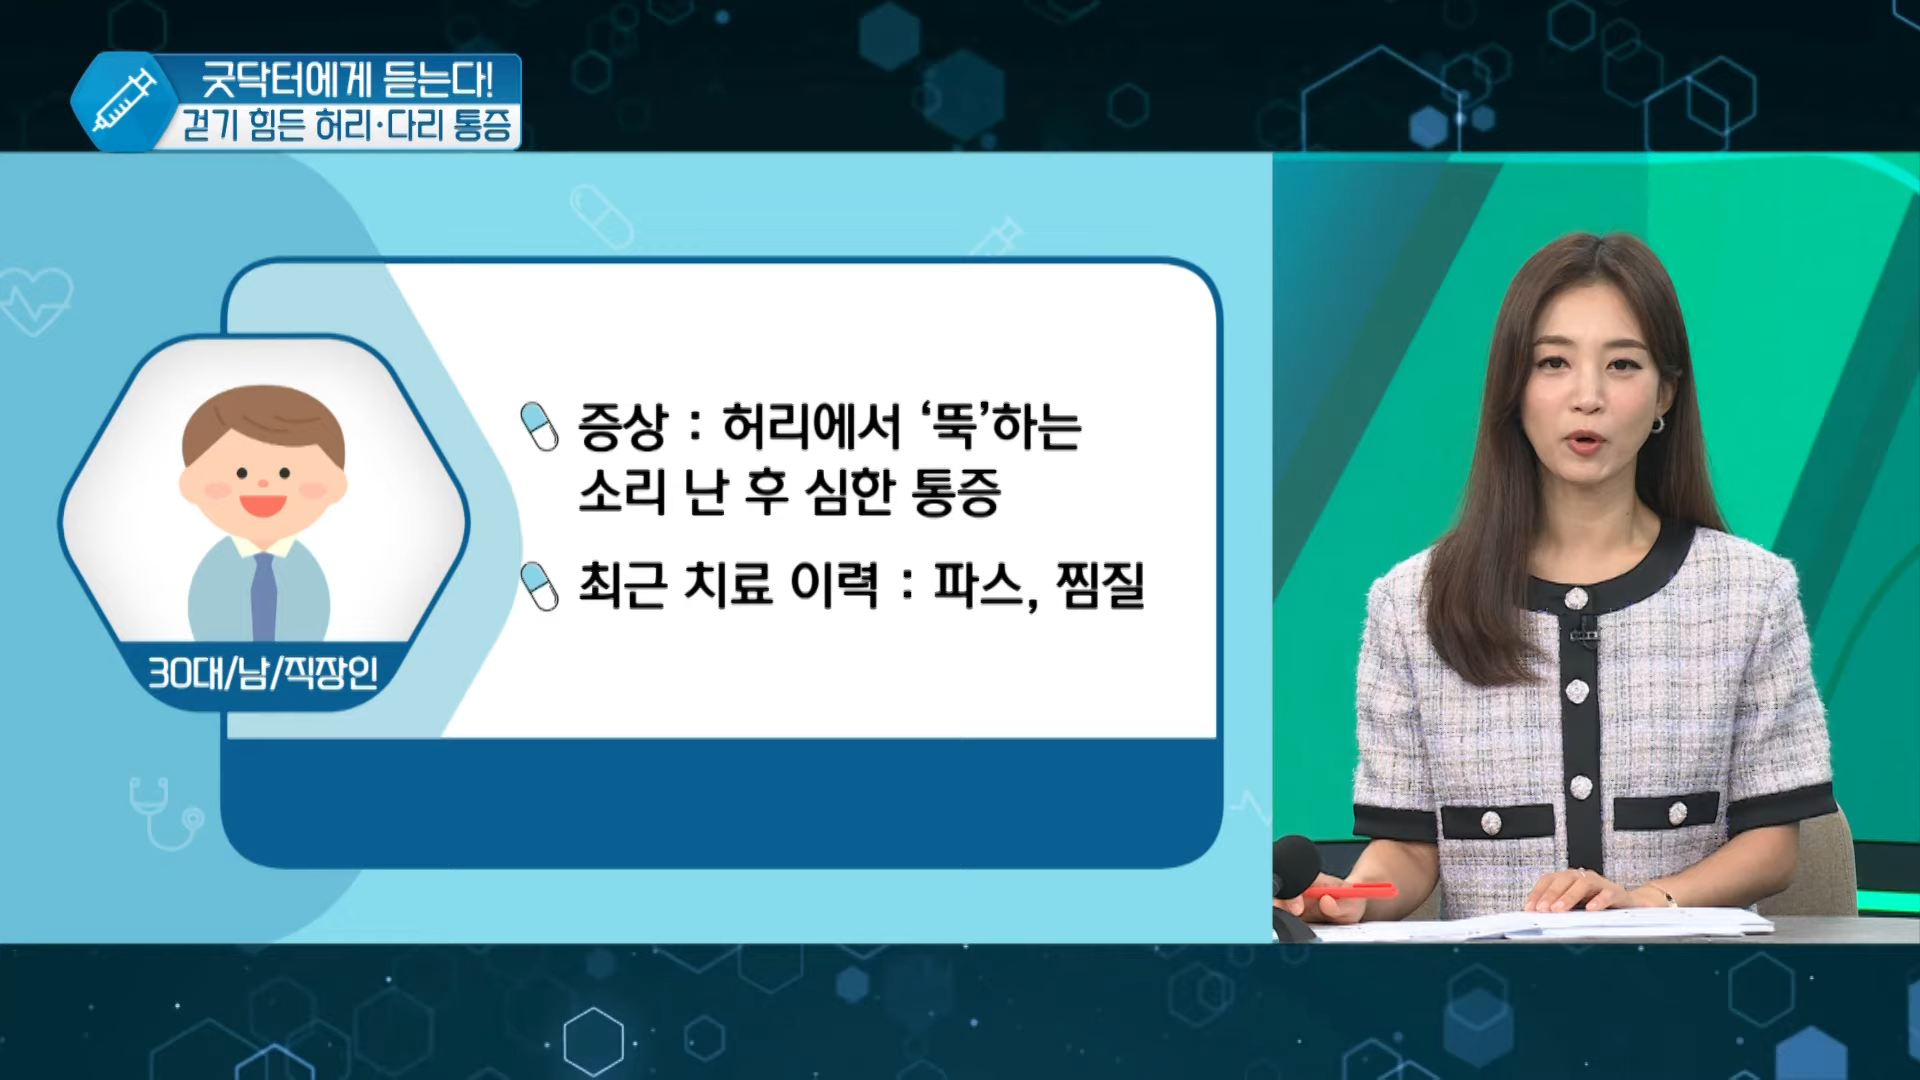 굿닥터에게 듣는다!
걷기 힘든 허리·다리 통증
증상 : 허리에서 ‘뚝’하는
소리 난 후 심한 통증
최근 치료 이력 : 파스, 찜질
30대/남/직장인